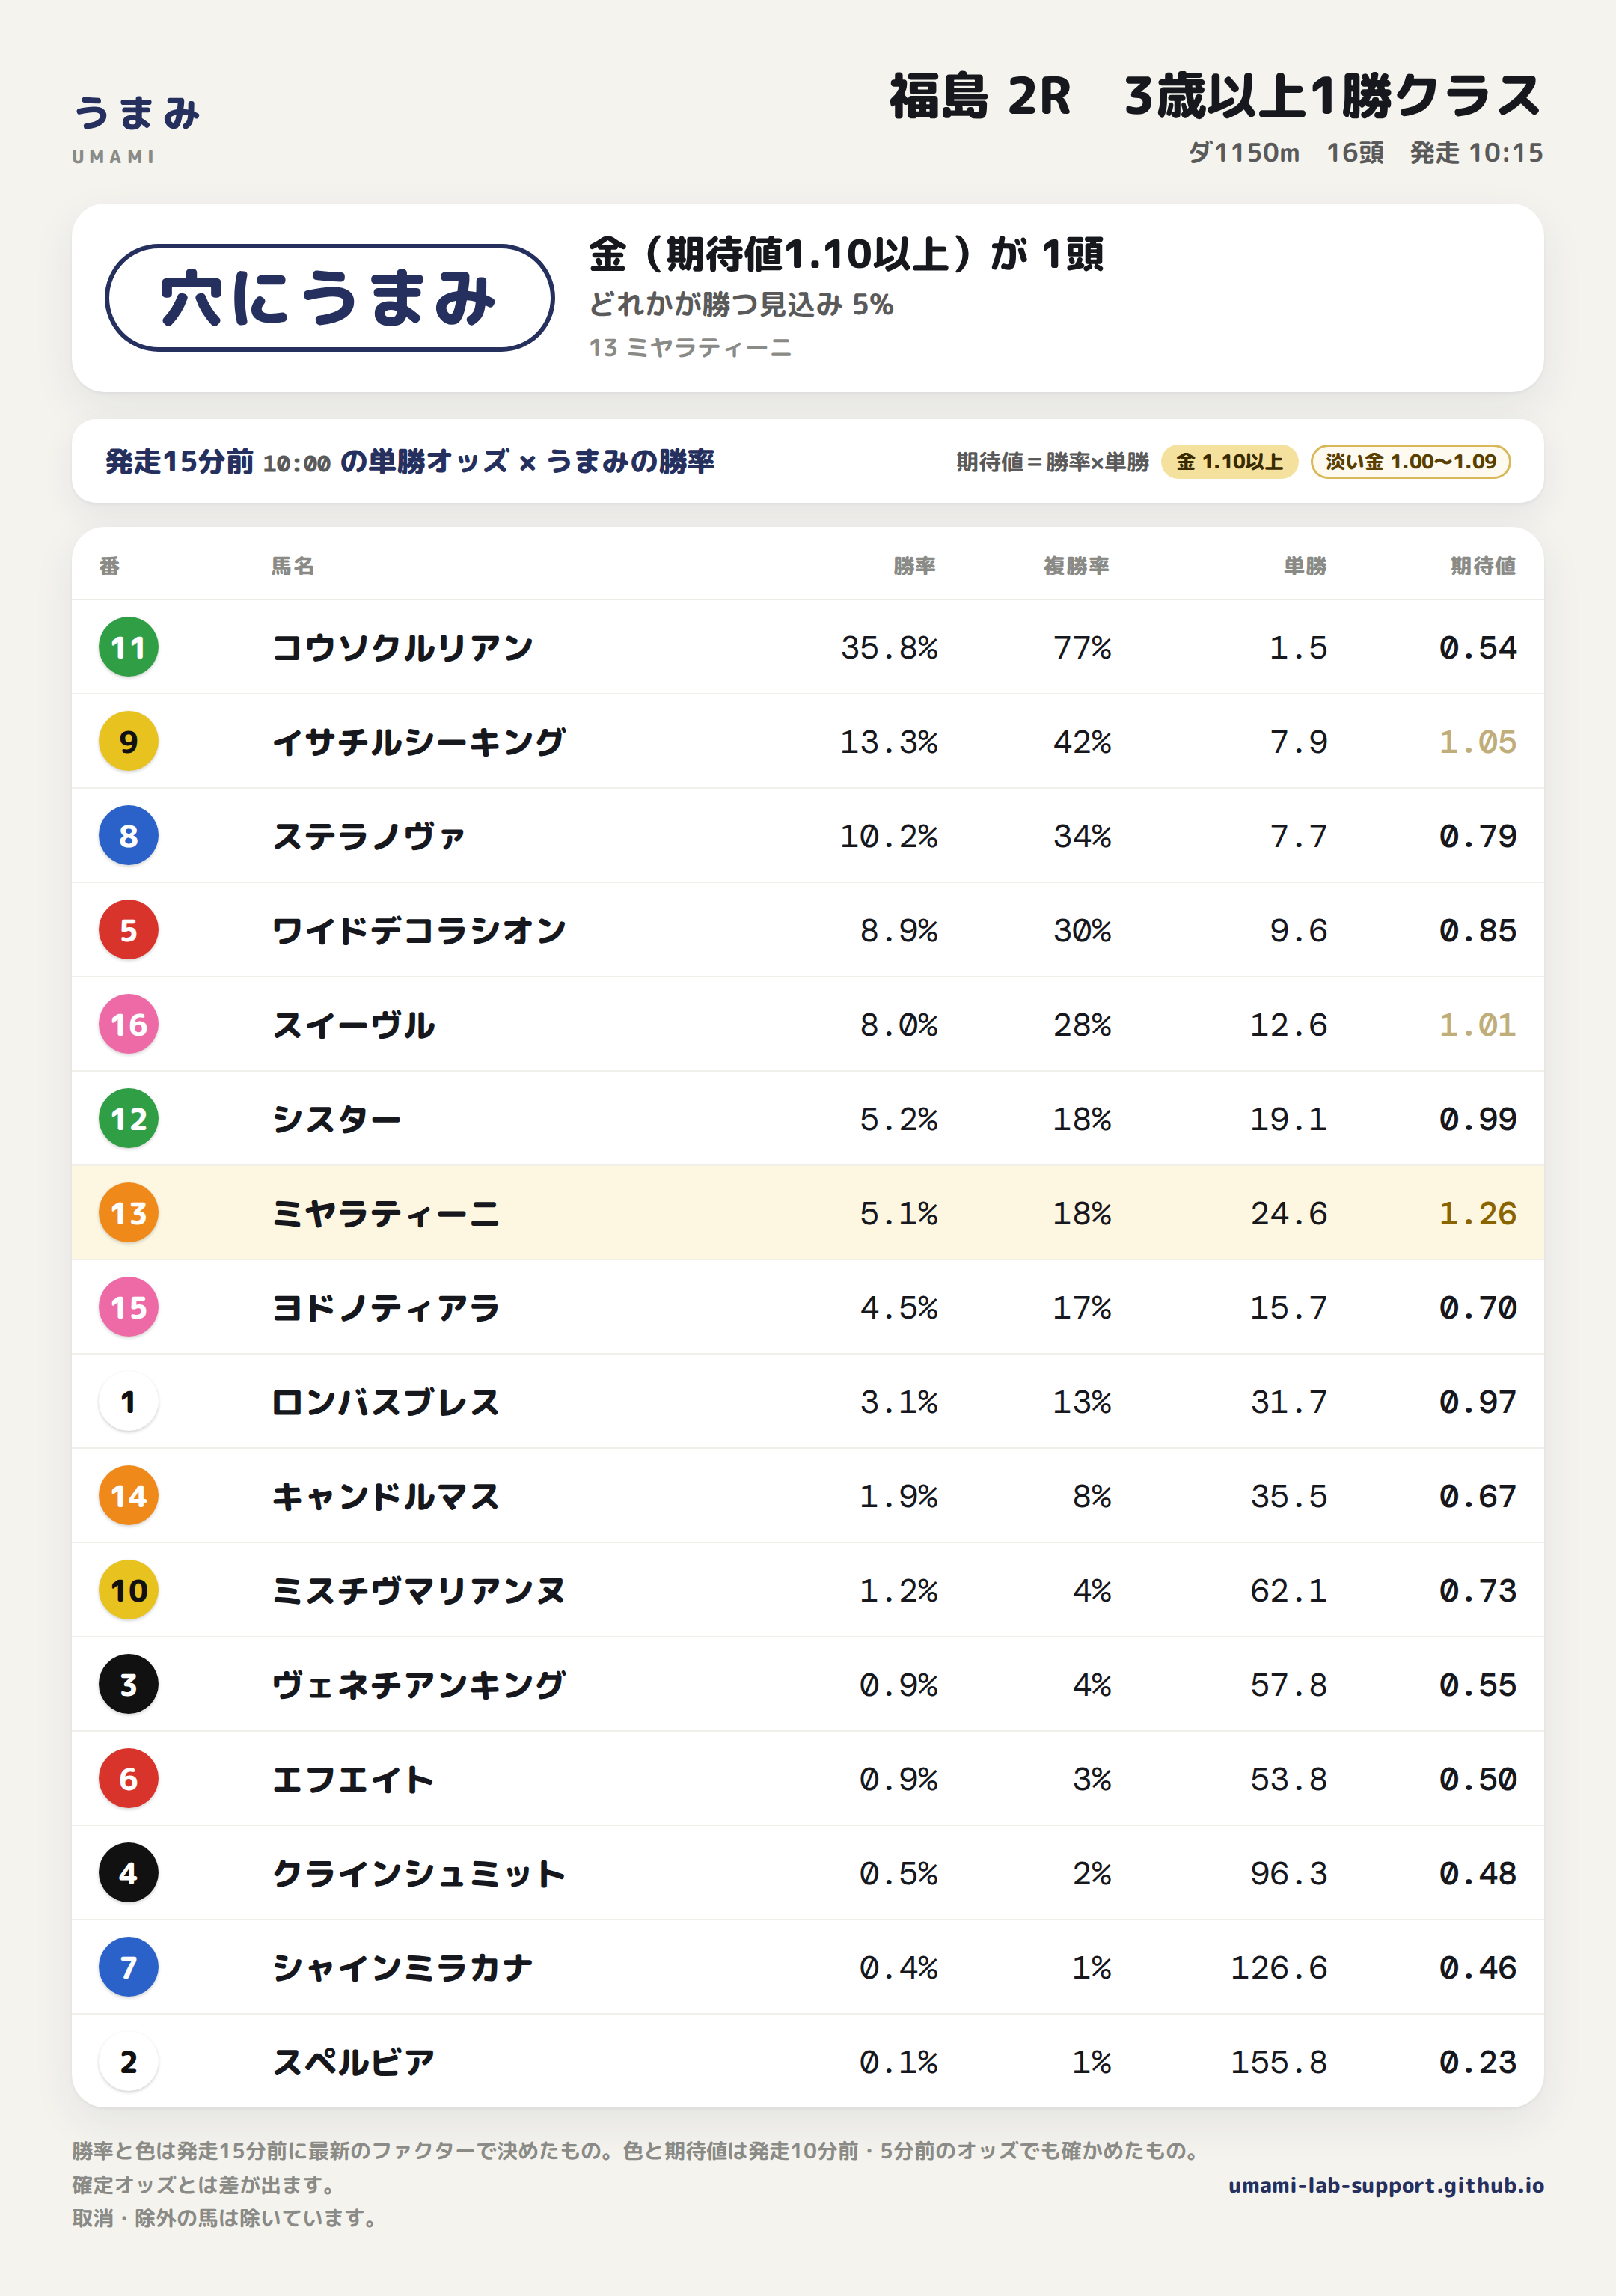 うまみ
UMAMI
福島 2R　3歳以上1勝クラス
ダ1150m　16頭　発走 10:15
穴にうまみ
金（期待値1.10以上）が 1頭
どれかが勝つ見込み 5%
13 ミヤラティーニ
発走15分前 10:00 の単勝オッズ × うまみの勝率
期待値＝勝率×単勝 金 1.10以上 淡い金 1.00〜1.09
番 馬名 勝率 複勝率 単勝 期待値
11 コウソクルリアン 35.8% 77% 1.5 0.54
9 イサチルシーキング 13.3% 42% 7.9 1.05
8 ステラノヴァ 10.2% 34% 7.7 0.79
5 ワイドデコラシオン 8.9% 30% 9.6 0.85
16 スイーヴル 8.0% 28% 12.6 1.01
12 シスター 5.2% 18% 19.1 0.99
13 ミヤラティーニ 5.1% 18% 24.6 1.26
15 ヨドノティアラ 4.5% 17% 15.7 0.70
1 ロンバスブレス 3.1% 13% 31.7 0.97
14 キャンドルマス 1.9% 8% 35.5 0.67
10 ミスチヴマリアンヌ 1.2% 4% 62.1 0.73
3 ヴェネチアンキング 0.9% 4% 57.8 0.55
6 エフエイト 0.9% 3% 53.8 0.50
4 クラインシュミット 0.5% 2% 96.3 0.48
7 シャインミラカナ 0.4% 1% 126.6 0.46
2 スペルビア 0.1% 1% 155.8 0.23
勝率と色は発走15分前に最新のファクターで決めたもの。色と期待値は発走10分前・5分前のオッズでも確かめたもの。
確定オッズとは差が出ます。
取消・除外の馬は除いています。
umami-lab-support.github.io